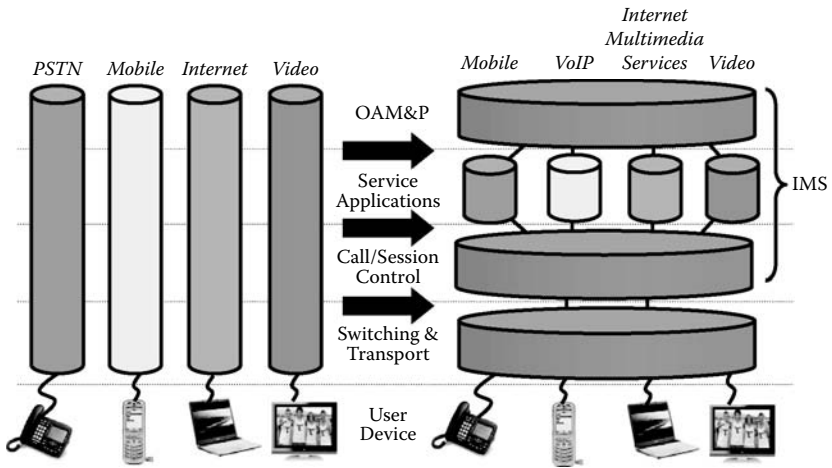 PSTN
Mobile
Internet
Video
OAM&P
Service
Applications
Call/Session
Control
Switching &
Transport
User
Device
Mobile
VoIP
Internet
Multimedia
Services
Video
IMS